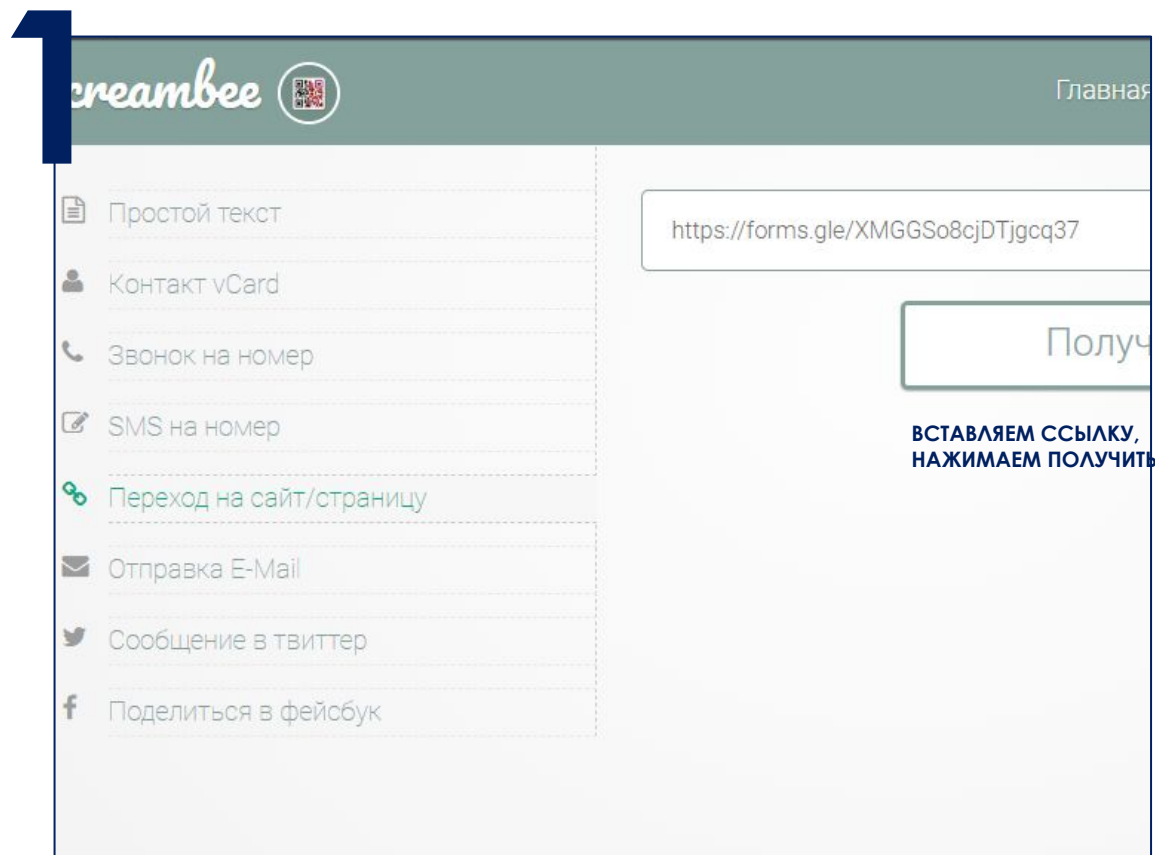 1
creambee
Главная
Простой текст
https://forms.gle/XMGGSo8cjDTjgcq37
Контакт vCard
Получ
Звонок на номер
SMS на номер
ВСТАВЛЯЕМ ССЫЛКУ,
НАЖИМАЕМ ПОЛУЧИТЬ
Переход на сайт/страницу
Отправка E-Mail
Сообщение в твиттер
Поделиться в фейсбук